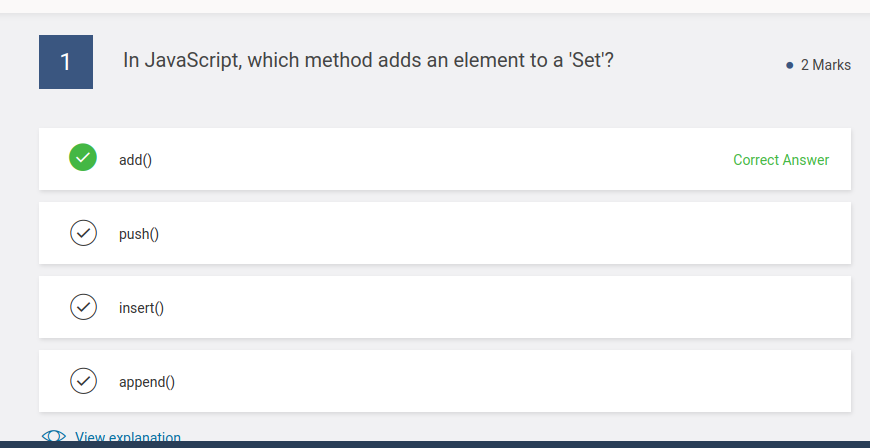 1
In JavaScript, which method adds an element to a 'Set'?
2 Marks
add()
Correct Answer
push()
insert()
append()
View explanation